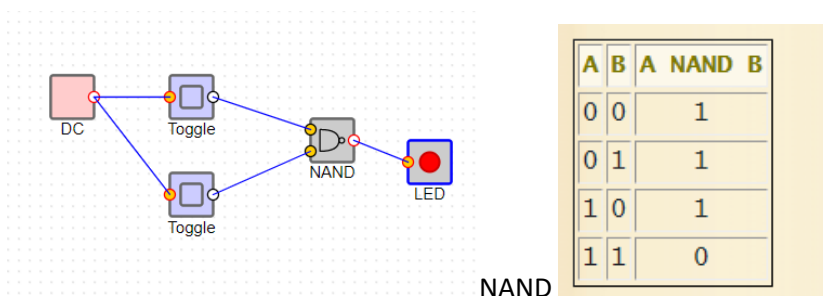 DC
Toggle
Toggle
NAND
LED
NAND
A B A NAND B
0 0 1
0 1 1
1 0 1
1 1 0